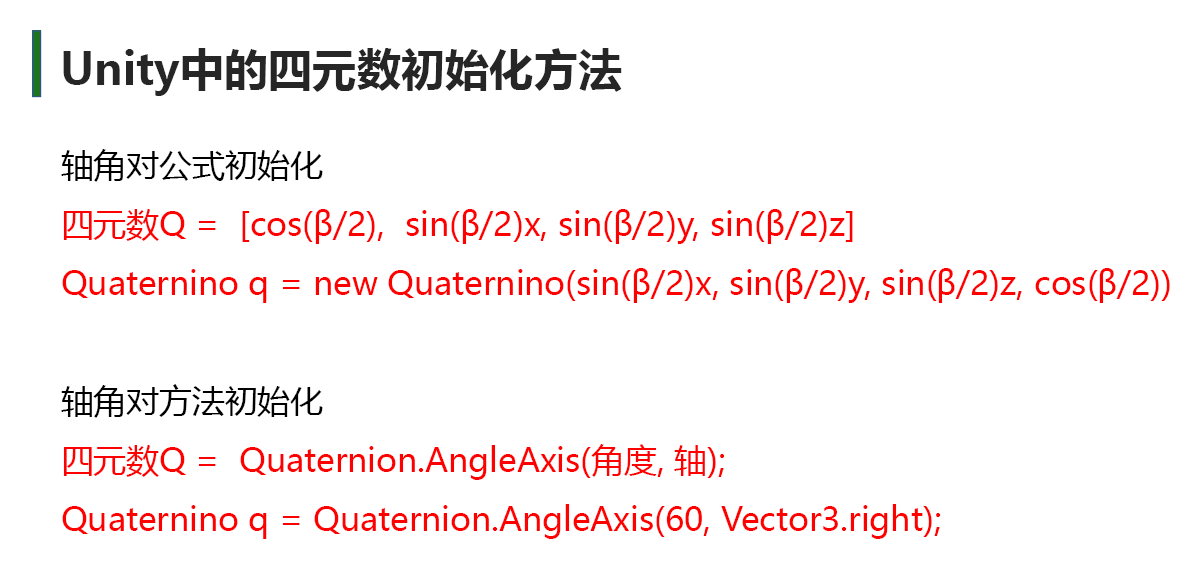 Unity中的四元数初始化方法
轴角对公式初始化
四元数Q = [cos(β/2), sin(β/2)x, sin(β/2)y, sin(β/2)z]
Quaternino q = new Quaternino(sin(β/2)x, sin(β/2)y, sin(β/2)z, cos(β/2))
轴角对方法初始化
四元数Q = Quaternion.AngleAxis(角度, 轴);
Quaternino q = Quaternion.AngleAxis(60, Vector3.right);